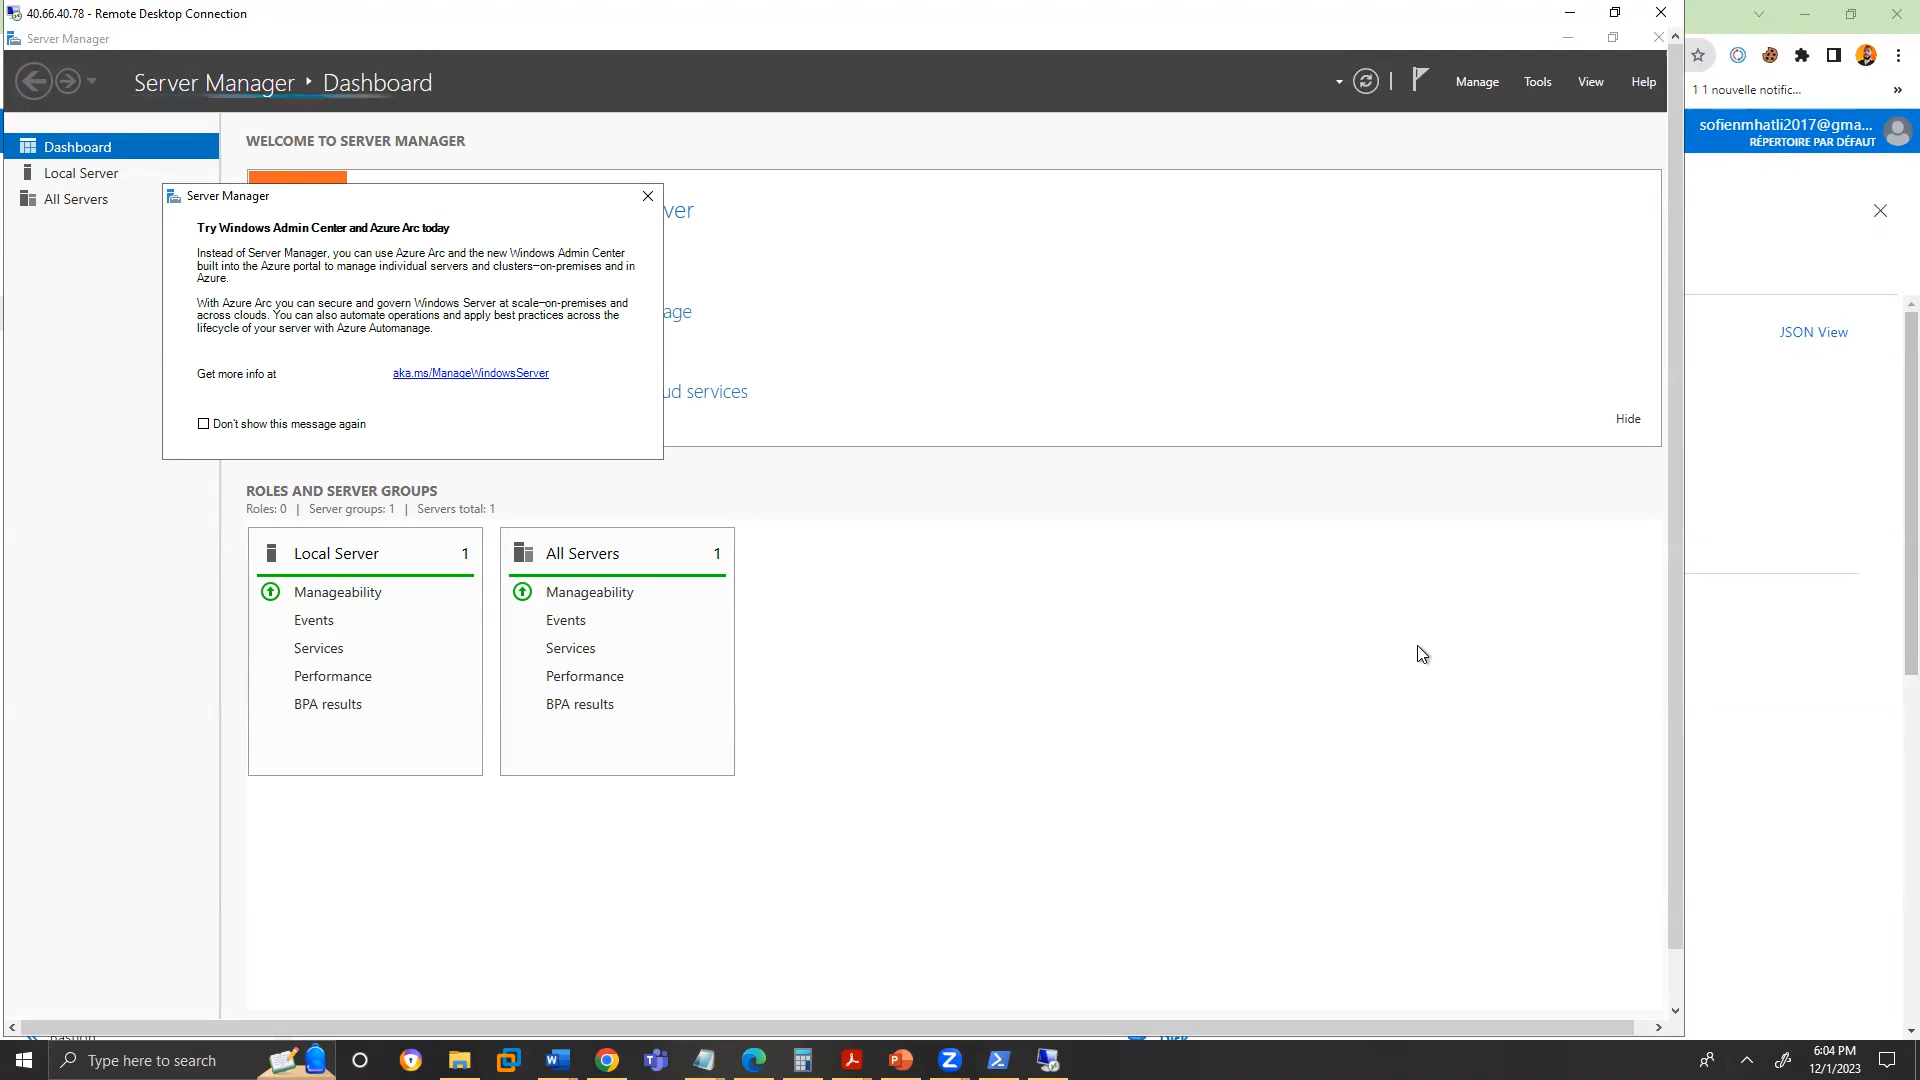 40.66.40.78 - Remote Desktop Connection
Server Manager
Server Manager
Dashboard
Manage
Tools
View
Help
1 1 nouvelle notific...
sofienmhatli2017@gma...
RÉPERTOIRE PAR DÉFAUT
Dashboard
Local Server
All Servers
WELCOME TO SERVER MANAGER
Server Manager
Try Windows Admin Center and Azure Arc today
Instead of Server Manager, you can use Azure Arc and the new Windows Admin Center
built into the Azure portal to manage individual servers and clusters–on-premises and in
Azure.
With Azure Arc you can secure and govern Windows Server at scale–on-premises and
across clouds. You can also automate operations and apply best practices across the
lifecycle of your server with Azure Automanage.
Get more info at
aka.ms/ManageWindowsServer
Don't show this message again
ver
age
ud services
Hide
JSON View
ROLES AND SERVER GROUPS
Roles: 0 | Server groups: 1 | Servers total: 1
Local Server 1
Manageability
Events
Services
Performance
BPA results
All Servers 1
Manageability
Events
Services
Performance
BPA results
Type here to search
6:04 PM
12/1/2023